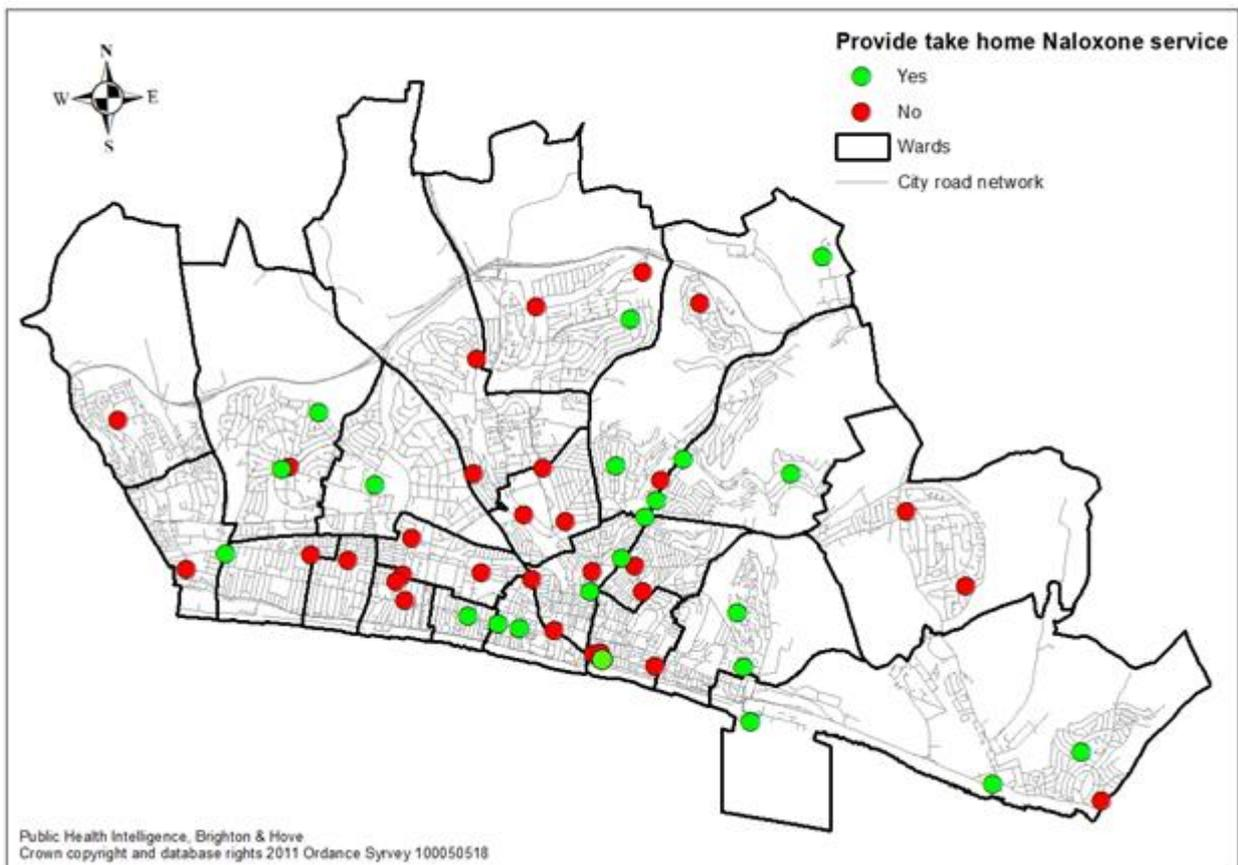 Provide take home Naloxone service
Yes
No
Wards
City road network
N
W E
S
Public Health Intelligence, Brighton & Hove
Crown copyright and database rights 2011 Ordance Syrvey 100050518